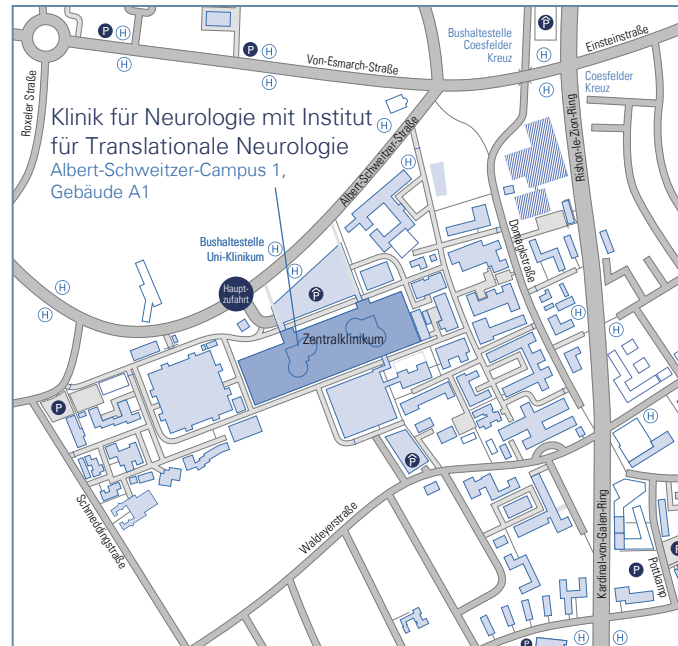 P
H
H
P
H
H
Von-Esmarch-Straße
Bushaltestelle
Coesfelder
Kreuz
P
H
Einsteinstraße
Coesfelder
Kreuz
H
H
Roxeler Straße
Klinik für Neurologie mit Institut
für Translationale Neurologie
Albert-Schweitzer-Campus 1,
Gebäude A1
Albert-Schweitzer-Straße
H
Rishon-le-Zion-Ring
Domagkstraße
Bushaltestelle
Uni-Klinikum
H
H
H
H
Haupt-
zufahrt
P
Zentralklinikum
H
H
P
H
P
Schmeddingstraße
Waldeyerstraße
Kardinal-von-Galen-Ring
P
P
Pottkamp
P
H
H